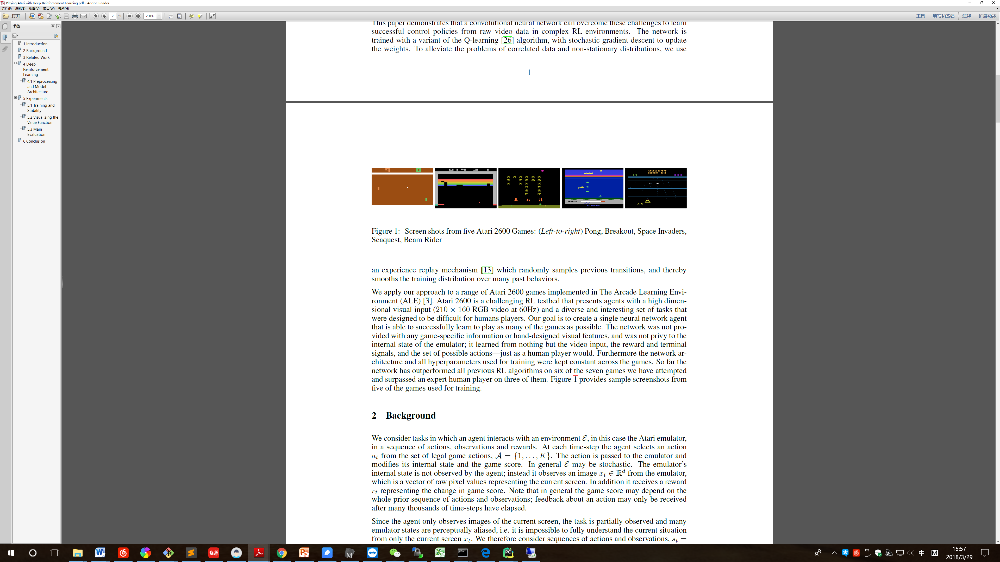 Playing Atari with Deep Reinforcement Learning.pdf - Adobe Reader
文件(F) 编辑(E) 视图(V) 窗口(W) 帮助(H)
打开
2 / 9
200%
工具 填写和签名 注释 扩展功能
书签
1 Introduction
2 Background
3 Related Work
4 Deep
Reinforcement
Learning
4.1 Preprocessing
and Model
Architecture
5 Experiments
5.1 Training and
Stability
5.2 Visualizing the
Value Function
5.3 Main
Evaluation
6 Conclusion
This paper demonstrates that a convolutional neural network can overcome these challenges to learn
successful control policies from raw video data in complex RL environments. The network is
trained with a variant of the Q-learning [26] algorithm, with stochastic gradient descent to update
the weights. To alleviate the problems of correlated data and non-stationary distributions, we use
1
9 0
014 3 1
0
OXYGEN
000044
SECTOR 01
14
Figure 1: Screen shots from five Atari 2600 Games: (Left-to-right) Pong, Breakout, Space Invaders,
Seaquest, Beam Rider
an experience replay mechanism [13] which randomly samples previous transitions, and thereby
smooths the training distribution over many past behaviors.
We apply our approach to a range of Atari 2600 games implemented in The Arcade Learning Envi-
ronment (ALE) [3]. Atari 2600 is a challenging RL testbed that presents agents with a high dimen-
sional visual input (210 × 160 RGB video at 60Hz) and a diverse and interesting set of tasks that
were designed to be difficult for humans players. Our goal is to create a single neural network agent
that is able to successfully learn to play as many of the games as possible. The network was not pro-
vided with any game-specific information or hand-designed visual features, and was not privy to the
internal state of the emulator; it learned from nothing but the video input, the reward and terminal
signals, and the set of possible actions—just as a human player would. Furthermore the network ar-
chitecture and all hyperparameters used for training were kept constant across the games. So far the
network has outperformed all previous RL algorithms on six of the seven games we have attempted
and surpassed an expert human player on three of them. Figure 1 provides sample screenshots from
five of the games used for training.
2 Background
We consider tasks in which an agent interacts with an environment ℰ, in this case the Atari emulator,
in a sequence of actions, observations and rewards. At each time-step the agent selects an action
aₜ from the set of legal game actions, 𝒜 = {1, . . . , K}. The action is passed to the emulator and
modifies its internal state and the game score. In general ℰ may be stochastic. The emulator's
internal state is not observed by the agent; instead it observes an image xₜ ∈ ℝᵈ from the emulator,
which is a vector of raw pixel values representing the current screen. In addition it receives a reward
rₜ representing the change in game score. Note that in general the game score may depend on the
whole prior sequence of actions and observations; feedback about an action may only be received
after many thousands of time-steps have elapsed.
Since the agent only observes images of the current screen, the task is partially observed and many
emulator states are perceptually aliased, i.e. it is impossible to fully understand the current situation
from only the current screen xₜ. We therefore consider sequences of actions and observations, sₜ =
有道
中 M
15:57
2018/3/29